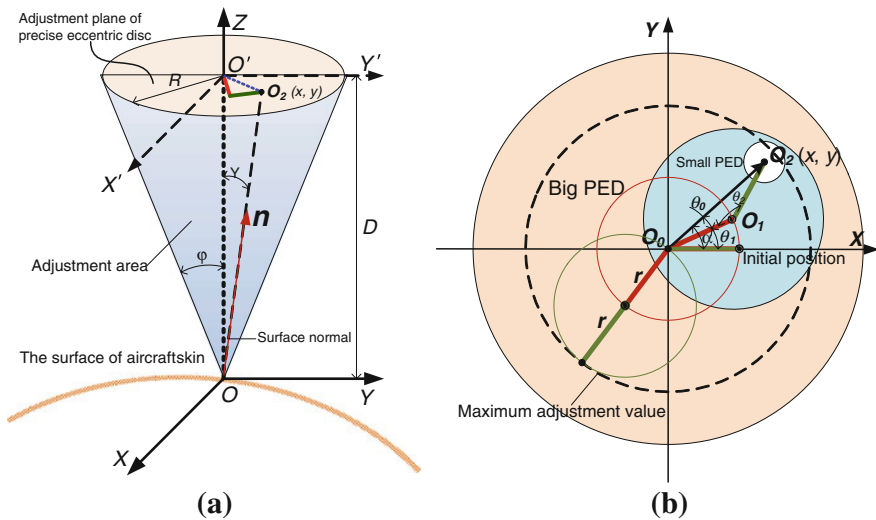 Adjustment plane of
precise eccentric disc
Z
R
O′
Y′
O₂ (x, y)
X′
γ
n
D
φ
Adjustment area
Surface normal
The surface of aircraftskin
O
Y
X
(a)
Y
Small PED
O₂ (x, y)
Big PED
θ₀
θ₂
O₁
O₀
α
θ₁
X
Initial position
r
r
Maximum adjustment value
(b)